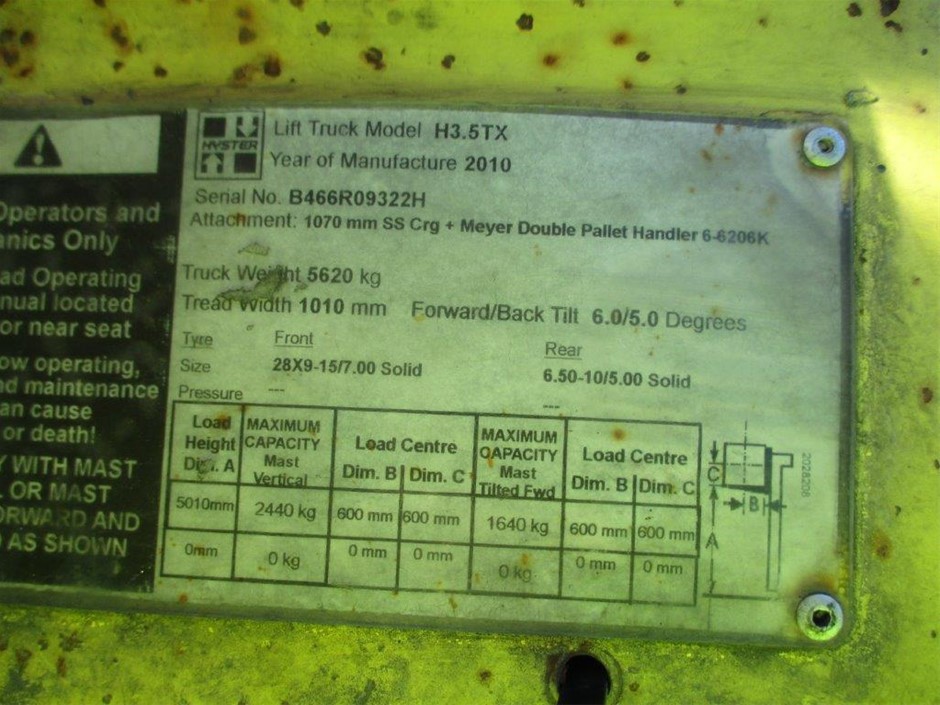 HYSTER
Lift Truck Model H3.5TX
Year of Manufacture 2010
Serial No. B466R09322H
Attachment: 1070 mm SS Crg + Meyer Double Pallet Handler 6-6206K
Truck Weight 5620 kg
Tread Width 1010 mm Forward/Back Tilt 6.0/5.0 Degrees
Tyre Front Rear
Size 28X9-15/7.00 Solid 6.50-10/5.00 Solid
Pressure --- ---
Load Height Dim. A MAXIMUM CAPACITY Mast Vertical Load Centre Dim. B Dim. C MAXIMUM CAPACITY Mast Tilted Fwd Load Centre Dim. B Dim. C
5010mm 2440 kg 600 mm 600 mm 1640 kg 600 mm 600 mm
0mm 0 kg 0 mm 0 mm 0 kg 0 mm 0 mm
C
B
A
2028206
Operators and
anics Only
ad Operating
nual located
or near seat
ow operating,
nd maintenance
an cause
or death!
Y WITH MAST
L OR MAST
ORWARD AND
D AS SHOWN